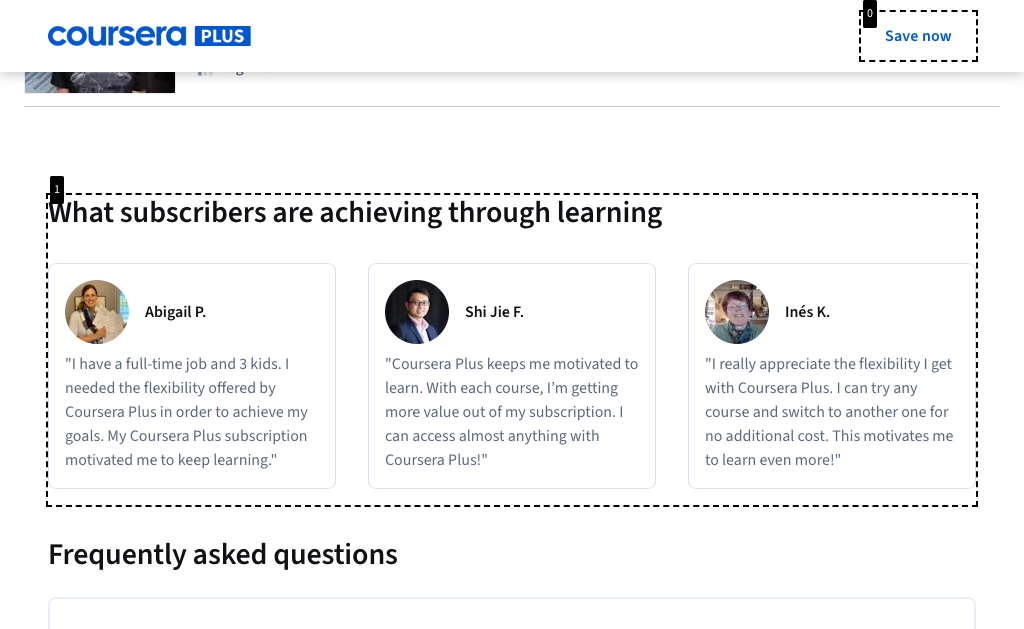 coursera PLUS
0
Save now
1
What subscribers are achieving through learning
Abigail P.
"I have a full-time job and 3 kids. I
needed the flexibility offered by
Coursera Plus in order to achieve my
goals. My Coursera Plus subscription
motivated me to keep learning."
Shi Jie F.
"Coursera Plus keeps me motivated to
learn. With each course, I’m getting
more value out of my subscription. I
can access almost anything with
Coursera Plus!"
Inés K.
"I really appreciate the flexibility I get
with Coursera Plus. I can try any
course and switch to another one for
no additional cost. This motivates me
to learn even more!"
Frequently asked questions